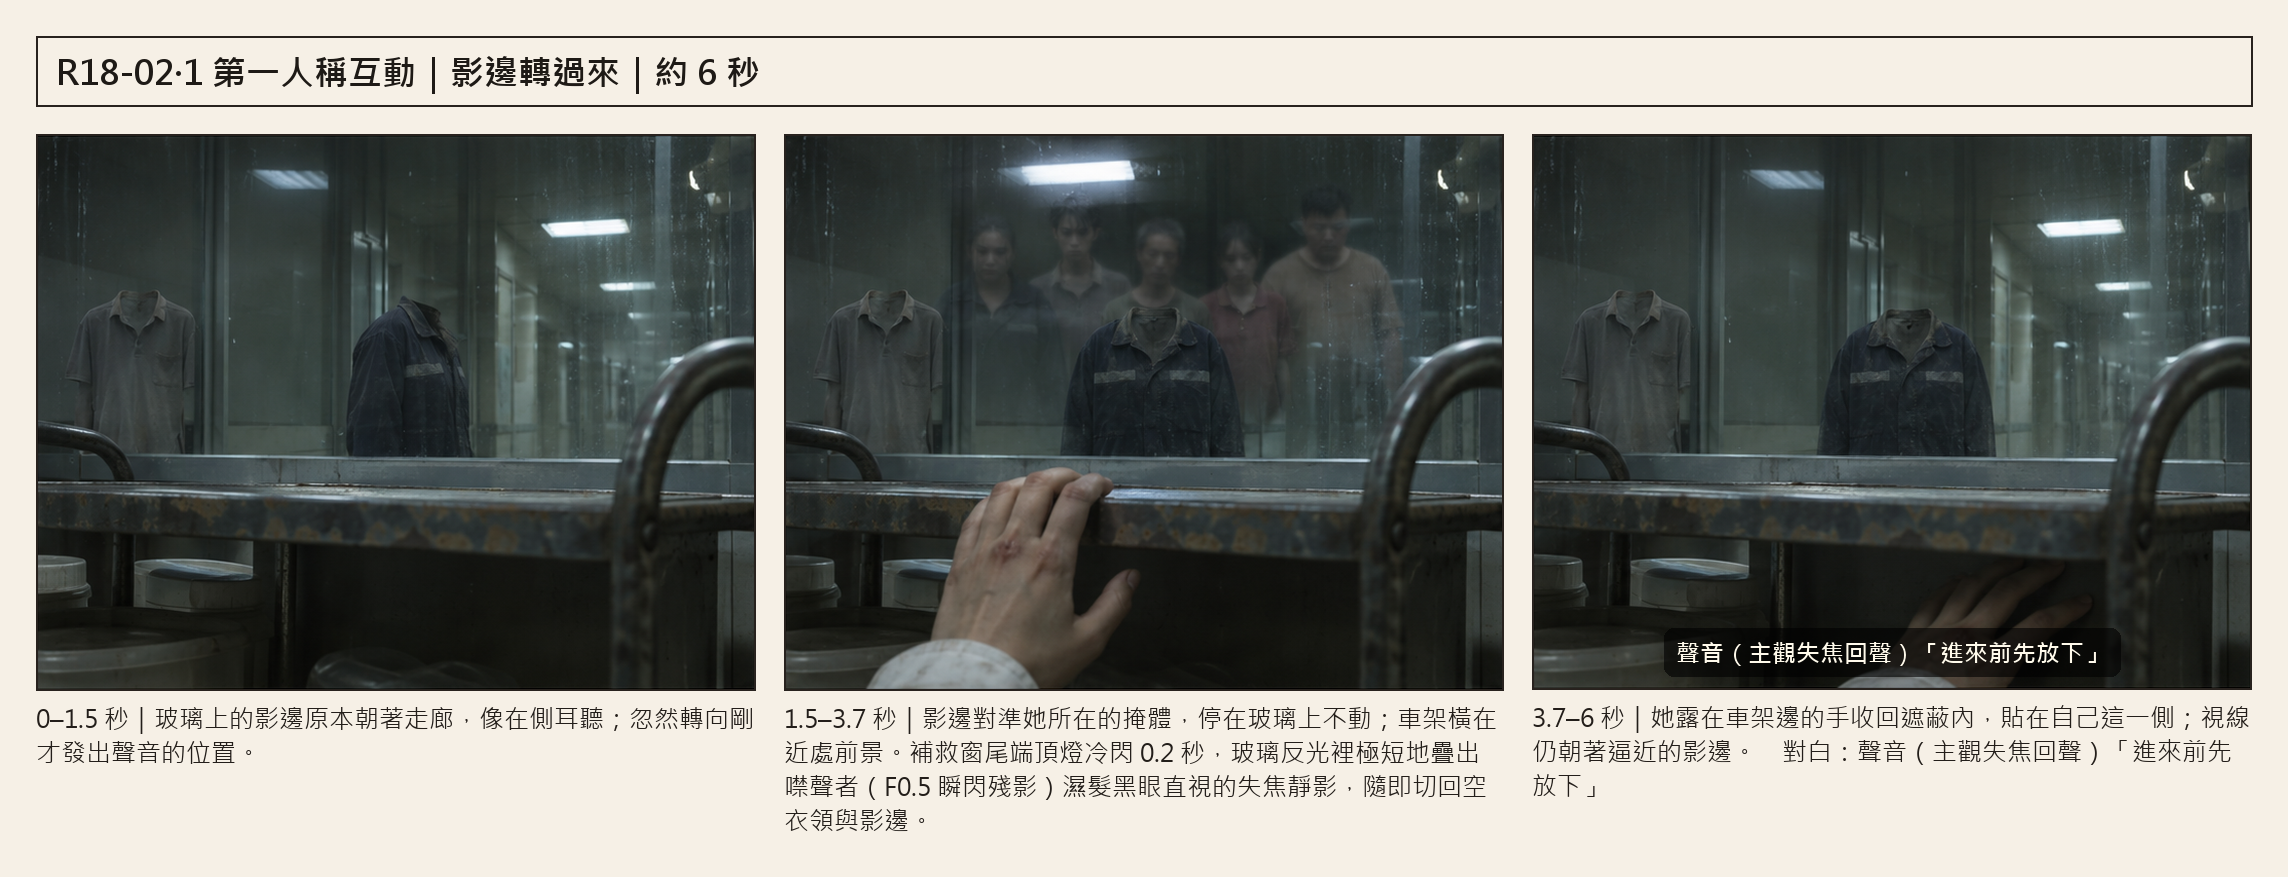 R18-02·1 第一人稱互動｜影邊轉過來｜約 6 秒
聲音（主觀失焦回聲）「進來前先放下」
0–1.5 秒｜玻璃上的影邊原本朝著走廊，像在側耳聽；忽然轉向剛
才發出聲音的位置。
1.5–3.7 秒｜影邊對準她所在的掩體，停在玻璃上不動；車架橫在
近處前景。補救窗尾端頂燈冷閃 0.2 秒，玻璃反光裡極短地疊出
噤聲者（F0.5 瞬閃殘影）濕髮黑眼直視的失焦靜影，隨即切回空
衣領與影邊。
3.7–6 秒｜她露在車架邊的手收回遮蔽內，貼在自己這一側；視線
仍朝著逼近的影邊。　對白：聲音（主觀失焦回聲）「進來前先
放下」